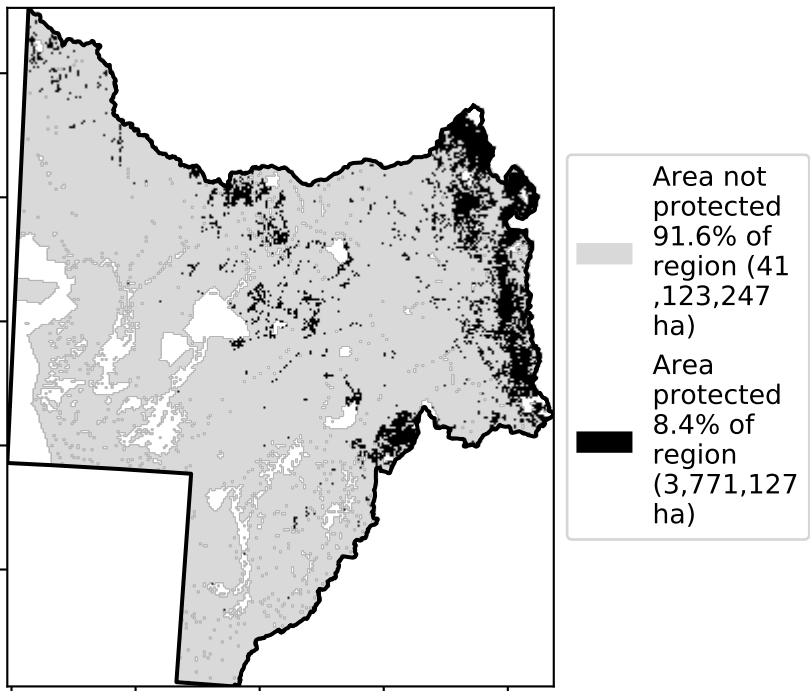 Area not
protected
91.6% of
region (41
,123,247
ha)
Area
protected
8.4% of
region
(3,771,127
ha)